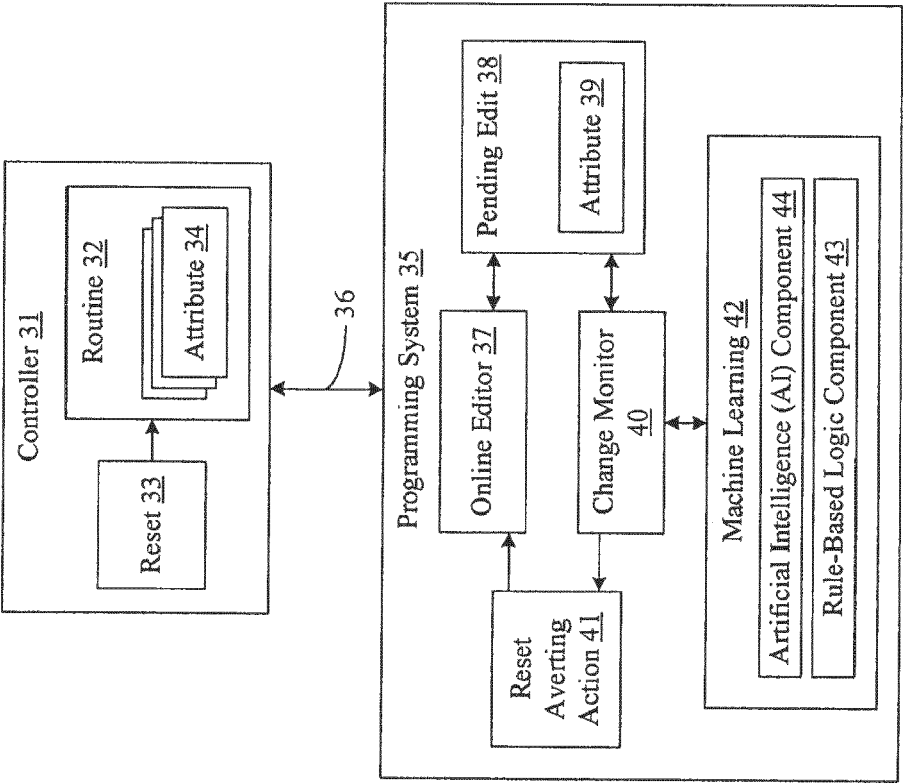 Controller 31
Routine 32
Attribute 34
Reset 33
36
Programming System 35
Pending Edit 38
Attribute 39
Online Editor 37
Change Monitor
40
Reset
Averting
Action 41
Machine Learning 42
Artificial Intelligence (AI) Component 44
Rule-Based Logic Component 43